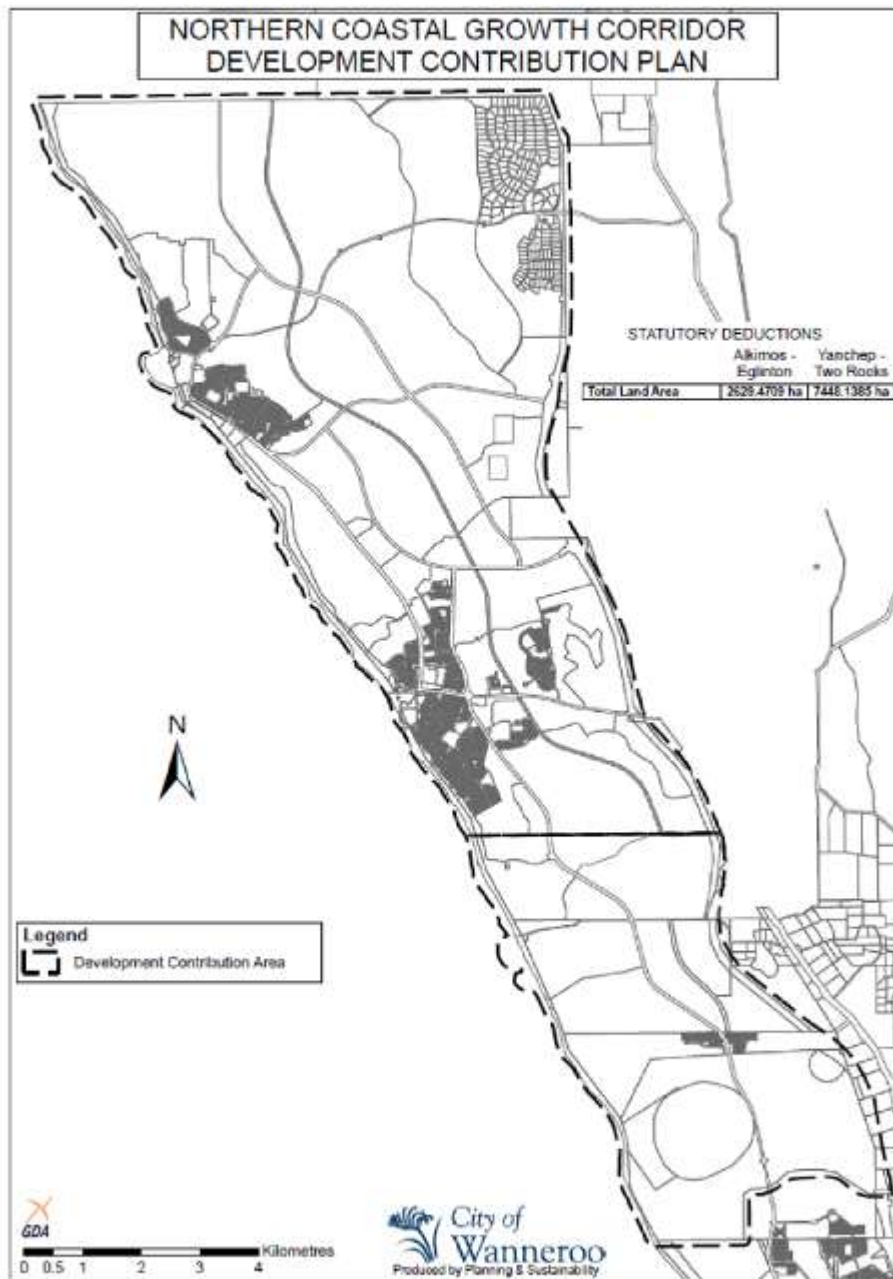 NORTHERN COASTAL GROWTH CORRIDOR
DEVELOPMENT CONTRIBUTION PLAN
STATUTORY DEDUCTIONS
Alkimos - Yanchep -
Eglinton Two Rocks
Total Land Area 2629.4709 ha 7448.1385 ha
N
Legend
Development Contribution Area
GDA
Kilometres
0 0.5 1 2 3 4
City of
Wanneroo
Produced by Planning & Sustainability